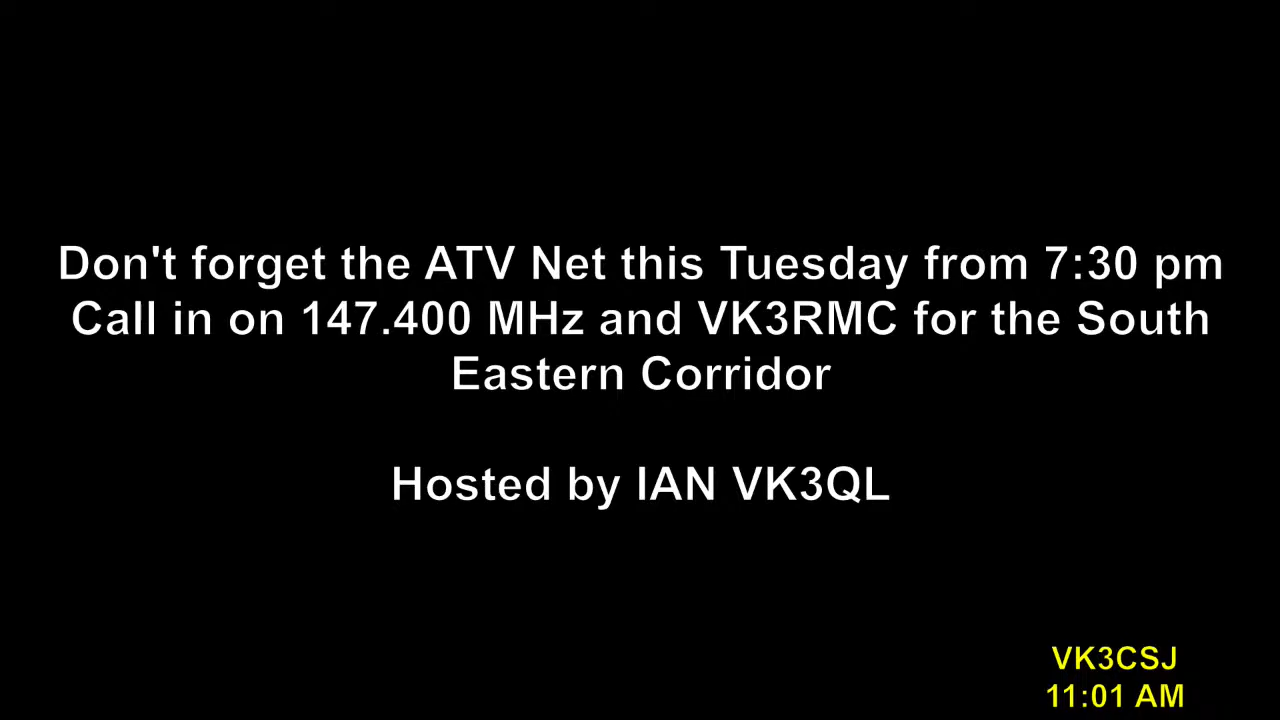 Don't forget the ATV Net this Tuesday from 7:30 pm
Call in on 147.400 MHz and VK3RMC for the South
Eastern Corridor
Hosted by IAN VK3QL
VK3CSJ
11:01 AM